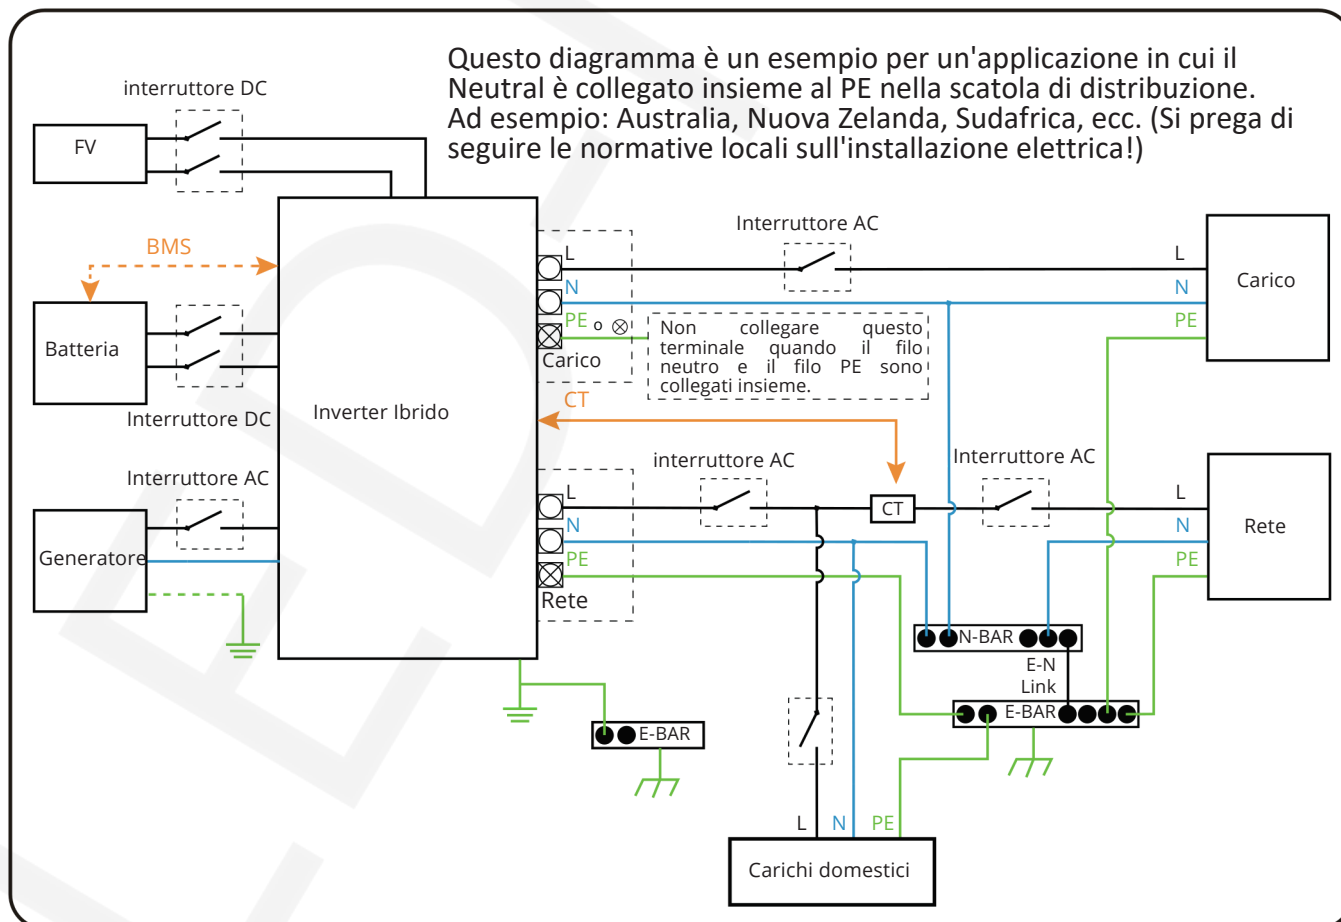 Questo diagramma è un esempio per un'applicazione in cui il
Neutral è collegato insieme al PE nella scatola di distribuzione.
Ad esempio: Australia, Nuova Zelanda, Sudafrica, ecc. (Si prega di
seguire le normative locali sull'installazione elettrica!)
interruttore DC
FV
BMS
Batteria
Interruttore DC
Interruttore AC
Generatore
Inverter Ibrido
L
N
PE o ⊗
Carico
Non collegare questo
terminale quando il filo
neutro e il filo PE sono
collegati insieme.
Interruttore AC
L
N
PE
Carico
CT
interruttore AC
Interruttore AC
L
N
PE
Rete
CT
L
N
PE
Rete
N-BAR
E-N
Link
E-BAR
E-BAR
L N PE
Carichi domestici